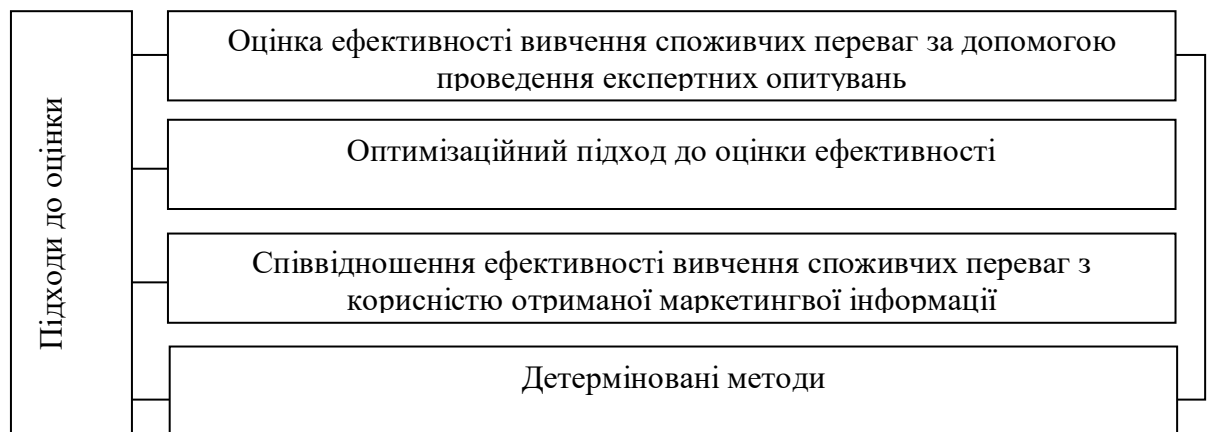 Підходи до оцінки
Оцінка ефективності вивчення споживчих переваг за допомогою
проведення експертних опитувань
Оптимізаційний підход до оцінки ефективності
Співвідношення ефективності вивчення споживчих переваг з
корисністю отриманої маркетингвої інформації
Детерміновані методи